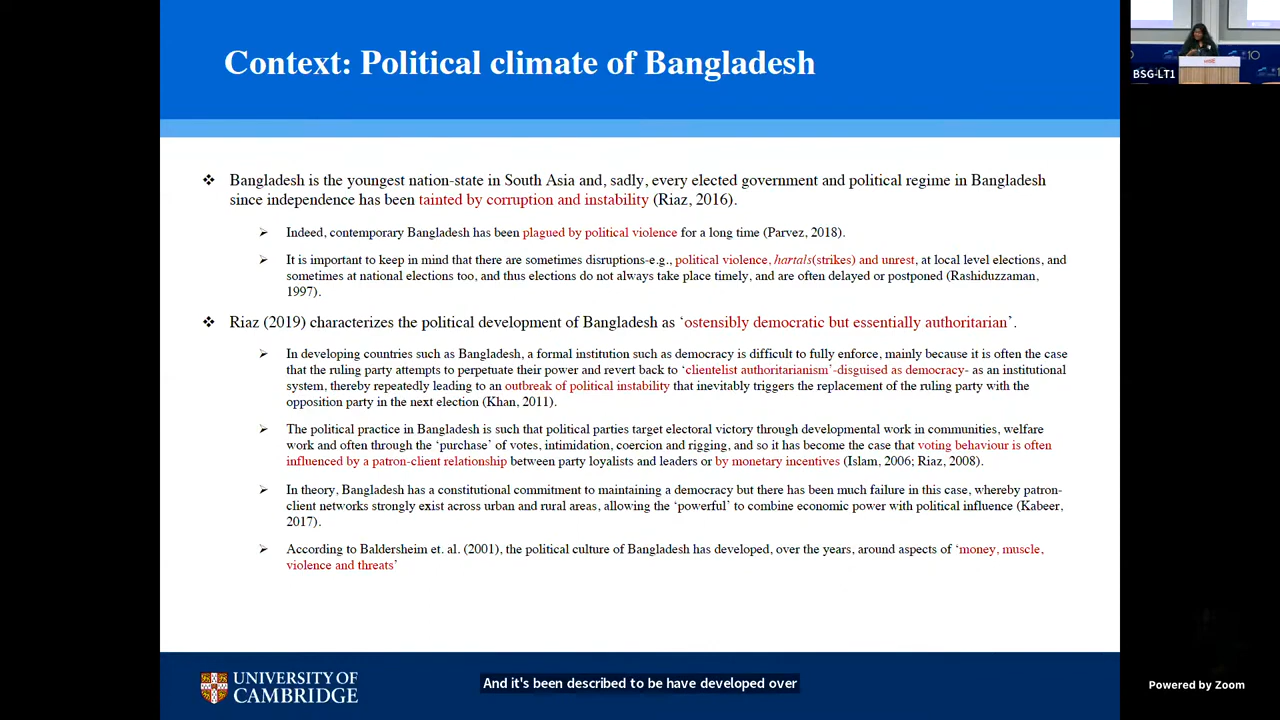 Context: Political climate of Bangladesh
BSG-LT1
❖ Bangladesh is the youngest nation-state in South Asia and, sadly, every elected government and political regime in Bangladesh
since independence has been tainted by corruption and instability (Riaz, 2016).
➢ Indeed, contemporary Bangladesh has been plagued by political violence for a long time (Parvez, 2018).
➢ It is important to keep in mind that there are sometimes disruptions-e.g., political violence, hartals(strikes) and unrest, at local level elections, and
sometimes at national elections too, and thus elections do not always take place timely, and are often delayed or postponed (Rashiduzzaman,
1997).
❖ Riaz (2019) characterizes the political development of Bangladesh as ‘ostensibly democratic but essentially authoritarian’.
➢ In developing countries such as Bangladesh, a formal institution such as democracy is difficult to fully enforce, mainly because it is often the case
that the ruling party attempts to perpetuate their power and revert back to ‘clientelist authoritarianism’-disguised as democracy- as an institutional
system, thereby repeatedly leading to an outbreak of political instability that inevitably triggers the replacement of the ruling party with the
opposition party in the next election (Khan, 2011).
➢ The political practice in Bangladesh is such that political parties target electoral victory through developmental work in communities, welfare
work and often through the ‘purchase’ of votes, intimidation, coercion and rigging, and so it has become the case that voting behaviour is often
influenced by a patron-client relationship between party loyalists and leaders or by monetary incentives (Islam, 2006; Riaz, 2008).
➢ In theory, Bangladesh has a constitutional commitment to maintaining a democracy but there has been much failure in this case, whereby patron-
client networks strongly exist across urban and rural areas, allowing the ‘powerful’ to combine economic power with political influence (Kabeer,
2017).
➢ According to Baldersheim et. al. (2001), the political culture of Bangladesh has developed, over the years, around aspects of ‘money, muscle,
violence and threats’
UNIVERSITY OF
CAMBRIDGE
And it's been described to be have developed over
Powered by Zoom